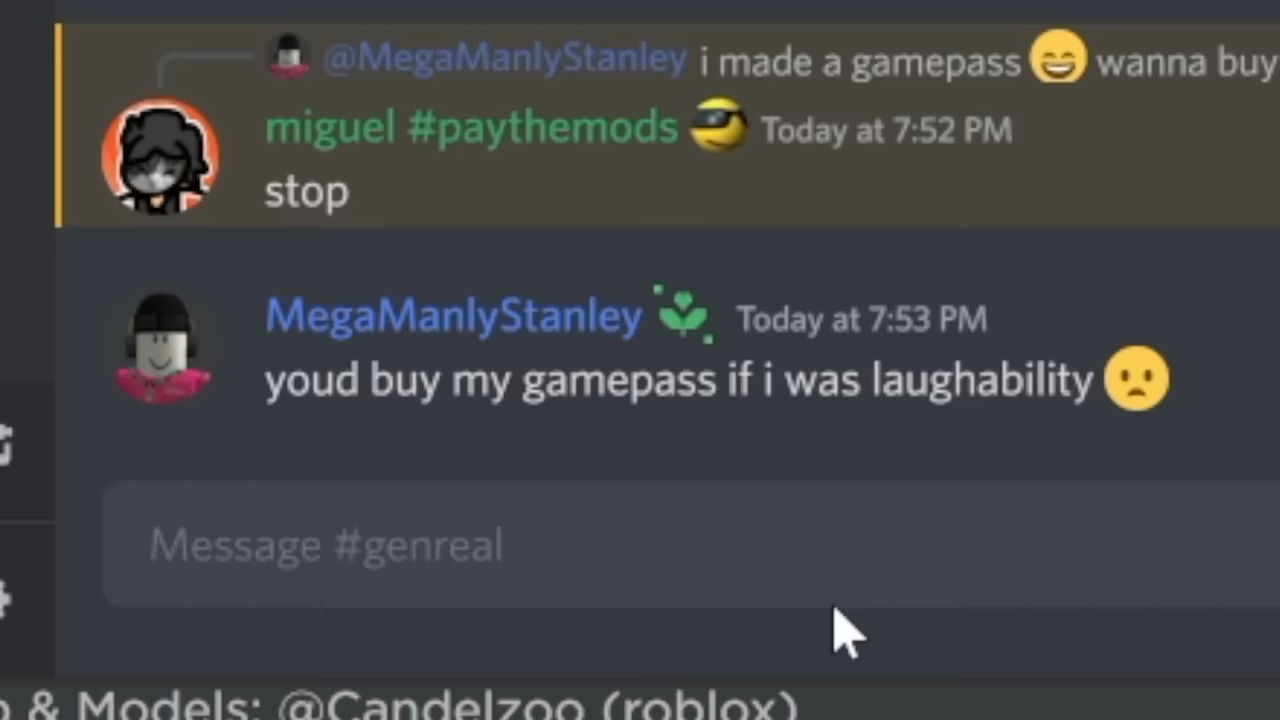 @MegaManlyStanley i made a gamepass 😁 wanna buy
miguel #paythemods 😎 Today at 7:52 PM
stop
MegaManlyStanley Today at 7:53 PM
youd buy my gamepass if i was laughability 🙁
Message #genreal
& Models: @Candelzoo (roblox)